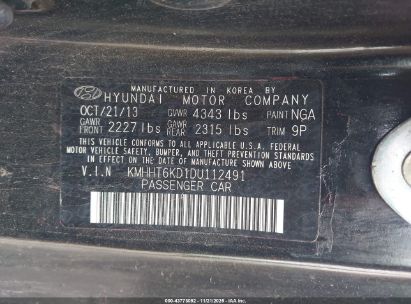 MANUFACTURED IN KOREA BY
HYUNDAI MOTOR COMPANY
OCT/21/13 GVWR 4343 lbs PAINT NGA
GAWR FRONT 2227 lbs GAWR REAR 2315 lbs TRIM 9P
THIS VEHICLE CONFORMS TO ALL APPLICABLE U.S.A. FEDERAL
MOTOR VEHICLE SAFETY, BUMPER, AND THEFT PREVENTION
STANDARDS IN EFFECT ON THE DATE OF MANUFACTURE SHOWN ABOVE.
V.I.N KMHHT6KD1DU112491
PASSENGER CAR